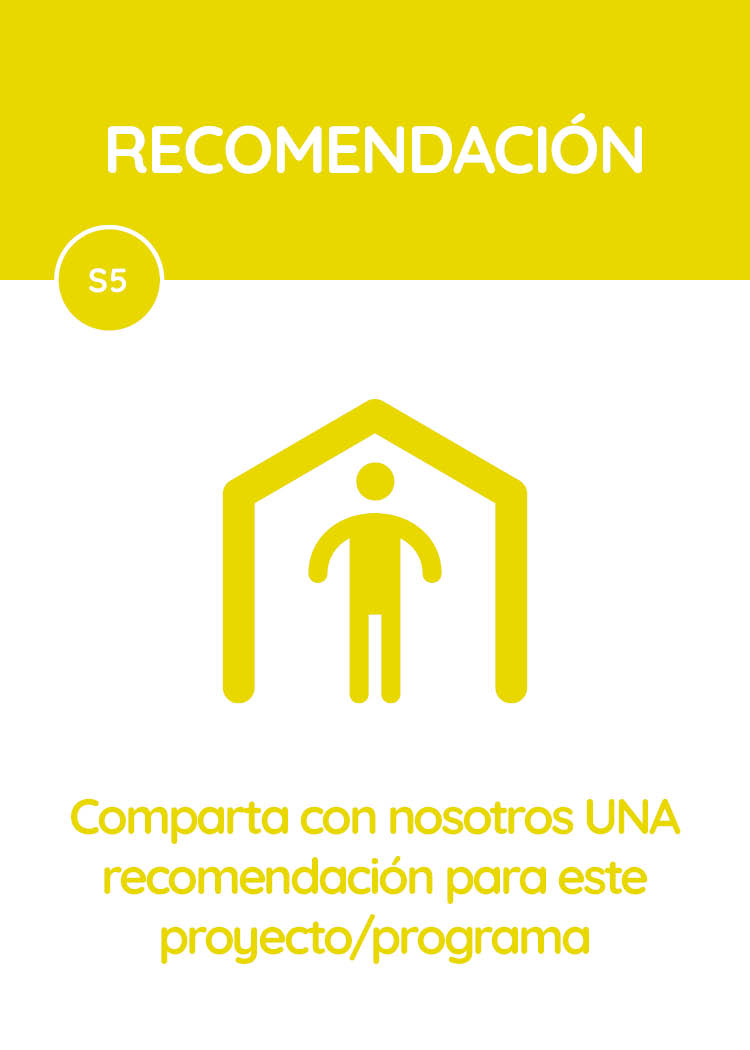 RECOMENDACIÓN
S5
Comparta con nosotros UNA
recomendación para este
proyecto/programa